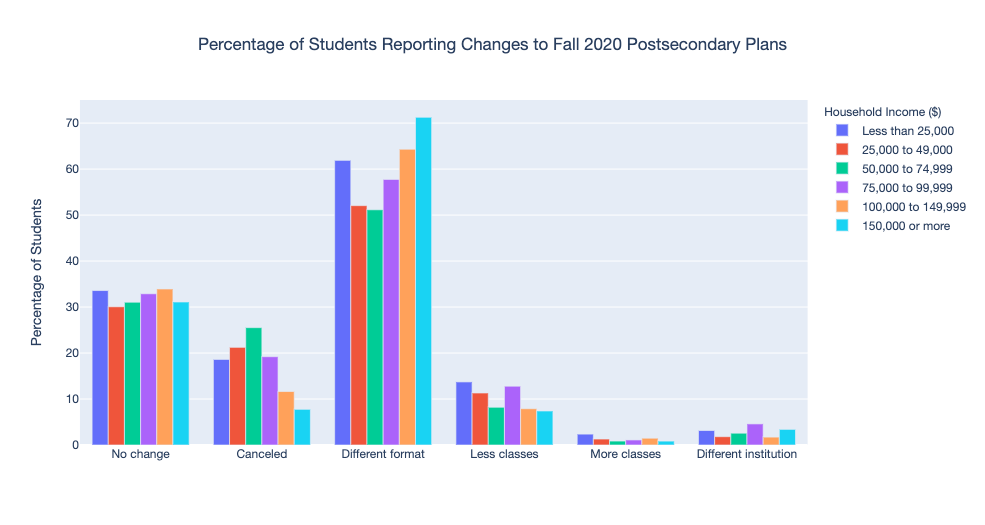 Percentage of Students Reporting Changes to Fall 2020 Postsecondary Plans
Household Income ($)
Less than 25,000
25,000 to 49,000
50,000 to 74,999
75,000 to 99,999
100,000 to 149,999
150,000 or more
Percentage of Students
70
60
50
40
30
20
10
0
No change
Canceled
Different format
Less classes
More classes
Different institution